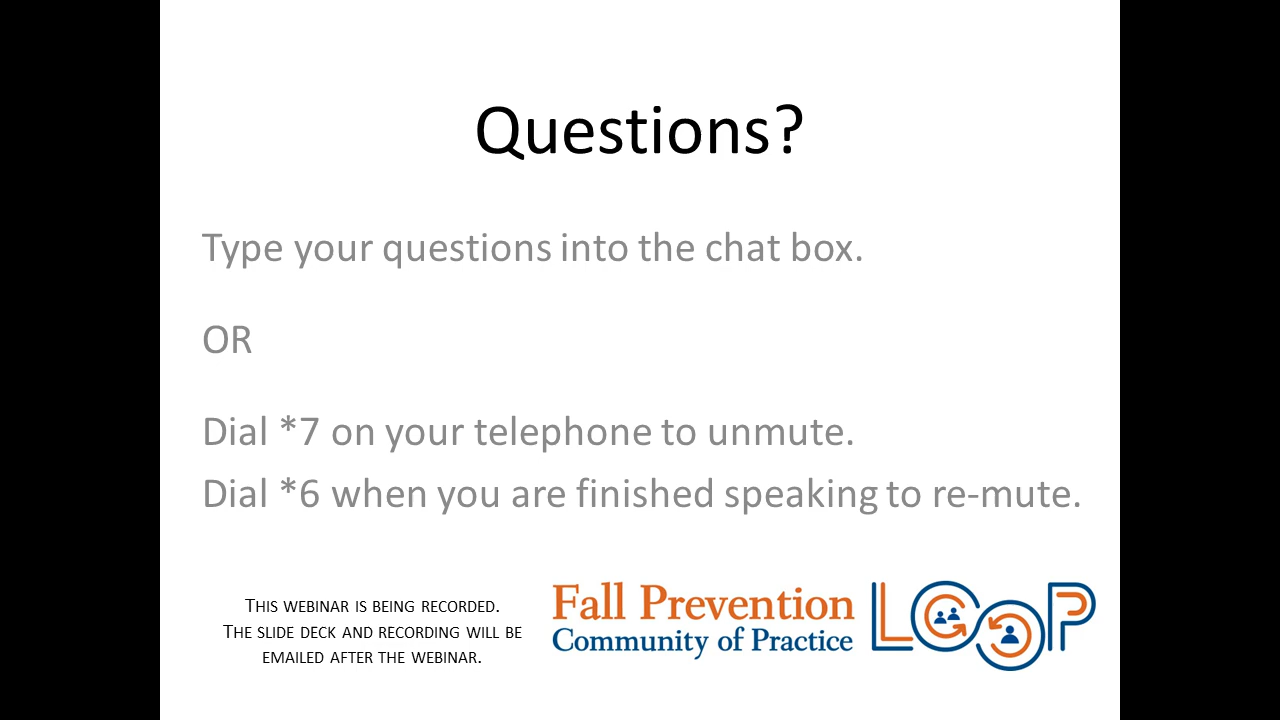 Questions?
Type your questions into the chat box.
OR
Dial *7 on your telephone to unmute.
Dial *6 when you are finished speaking to re-mute.
THIS WEBINAR IS BEING RECORDED.
THE SLIDE DECK AND RECORDING WILL BE
EMAILED AFTER THE WEBINAR.
Fall Prevention
Community of Practice
LOOP